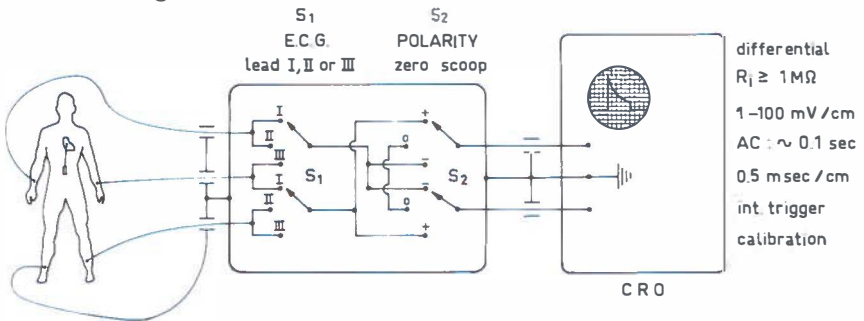 S₁
E.C.G.
lead I, II or III
S₂
POLARITY
zero scoop
I
II
III
I
II
III
S₁
+
o
−
−
o
+
S₂
CRO
differential
Rᵢ ≥ 1 MΩ
1–100 mV/cm
AC : ~ 0.1 sec
0.5 msec/cm
int. trigger
calibration